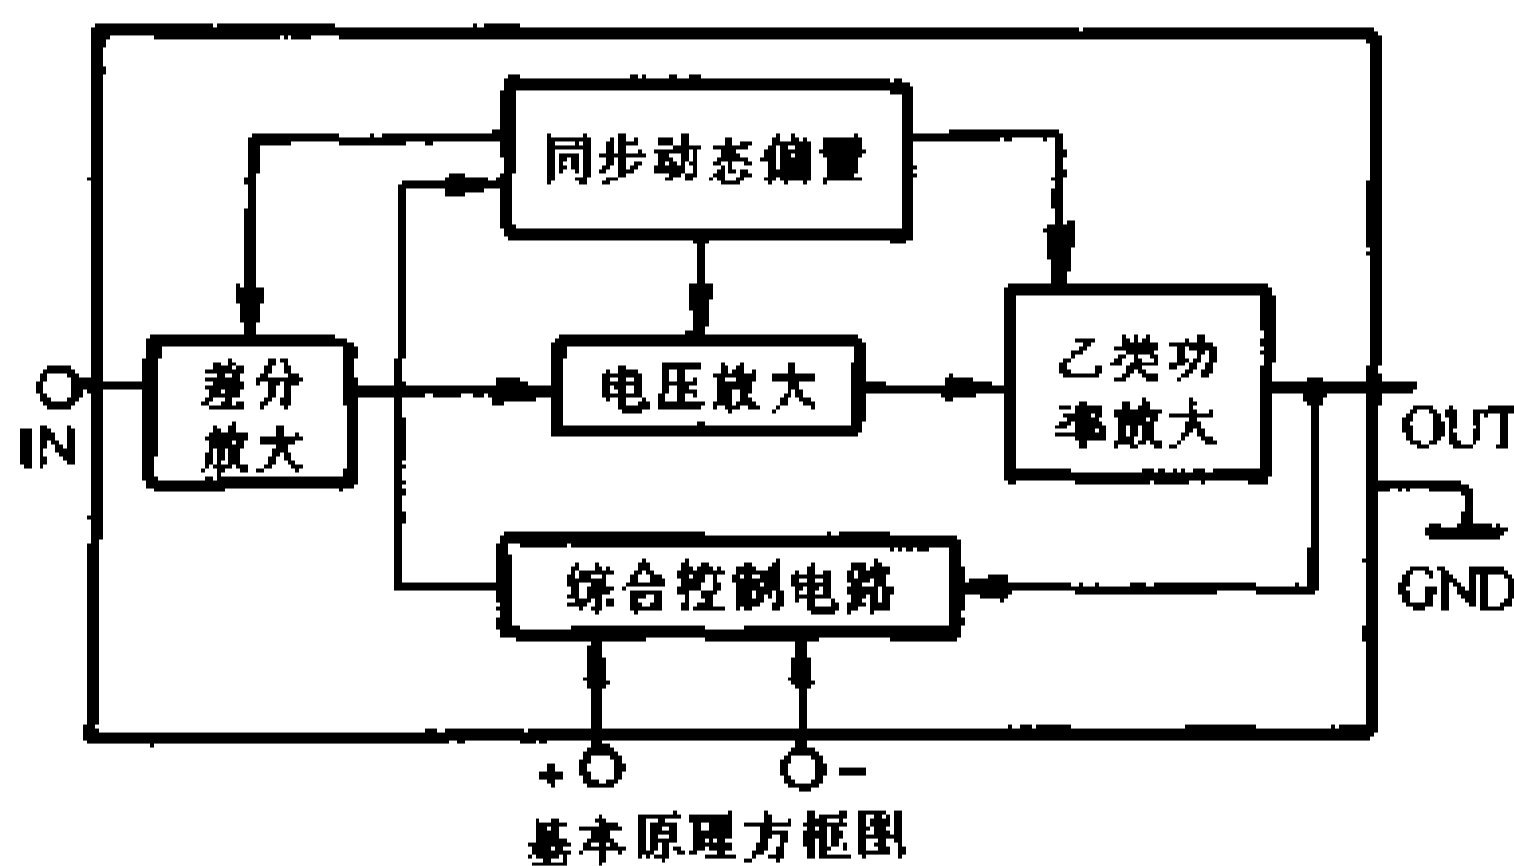 同步动态偏量
差分
放大
电压放大
乙类功
率放大
IN
OUT
综合控制电路
GND
+
-
基本原理方框图